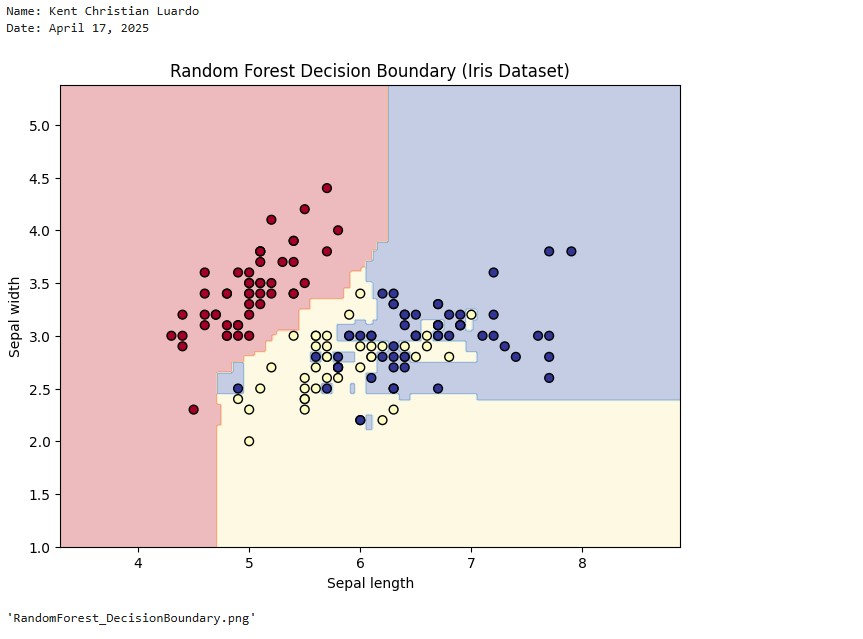 Name: Kent Christian Luardo
Date: April 17, 2025
Random Forest Decision Boundary (Iris Dataset)
Sepal width
5.0
4.5
4.0
3.5
3.0
2.5
2.0
1.5
1.0
4 5 6 7 8
Sepal length
'RandomForest_DecisionBoundary.png'